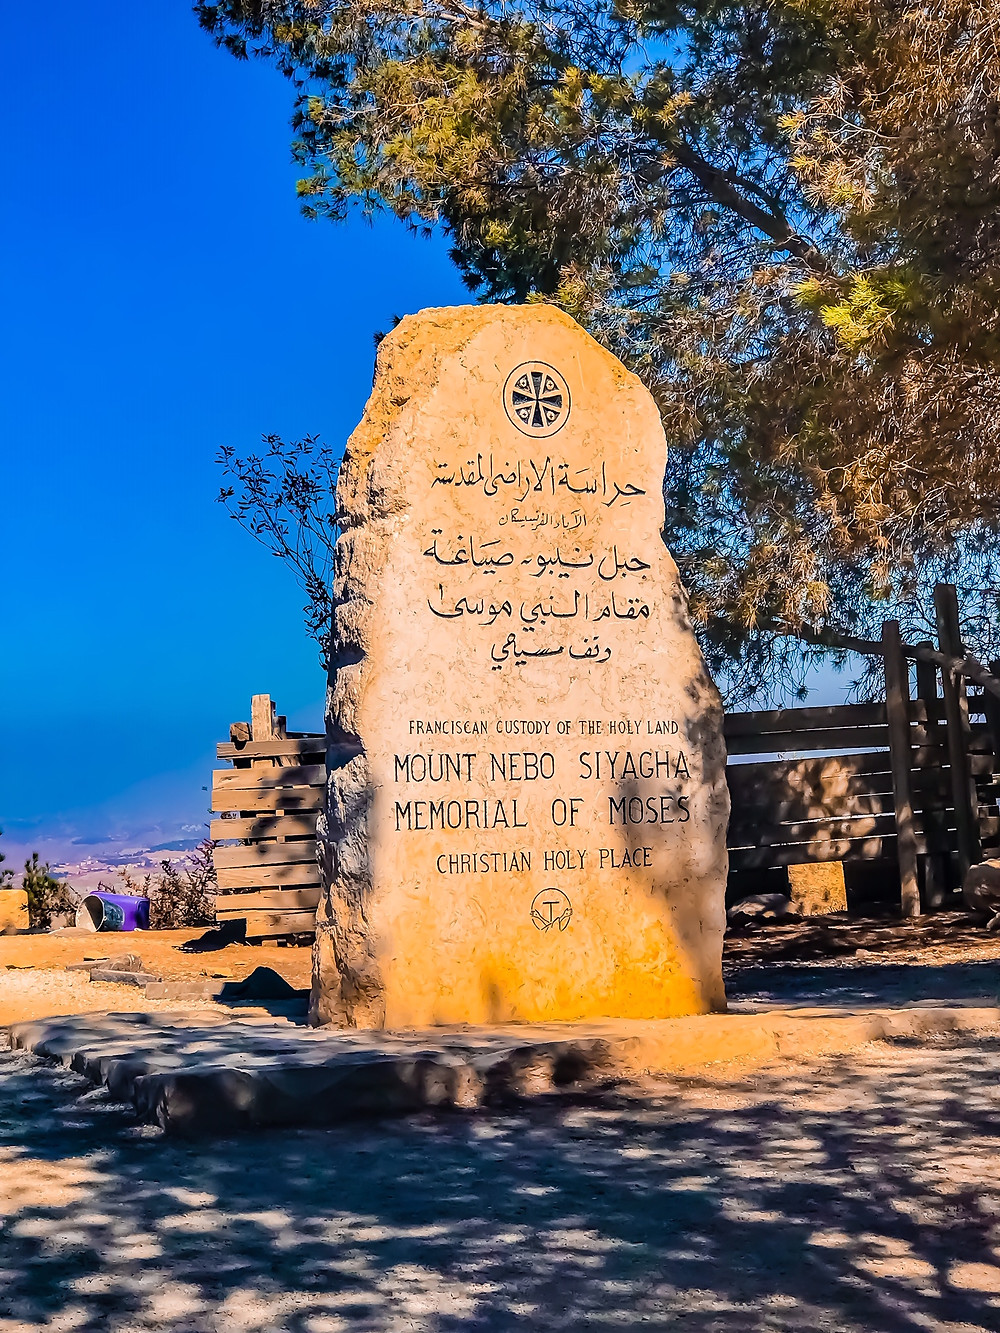 حراسة الاراضى المقدسة
الآباء الفرنسيسكان
جبل نيبو - صياغة
مقام النبي موسى
وقف مسيحي
FRANCISCAN CUSTODY OF THE HOLY LAND
MOUNT NEBO SIYAGHA
MEMORIAL OF MOSES
CHRISTIAN HOLY PLACE